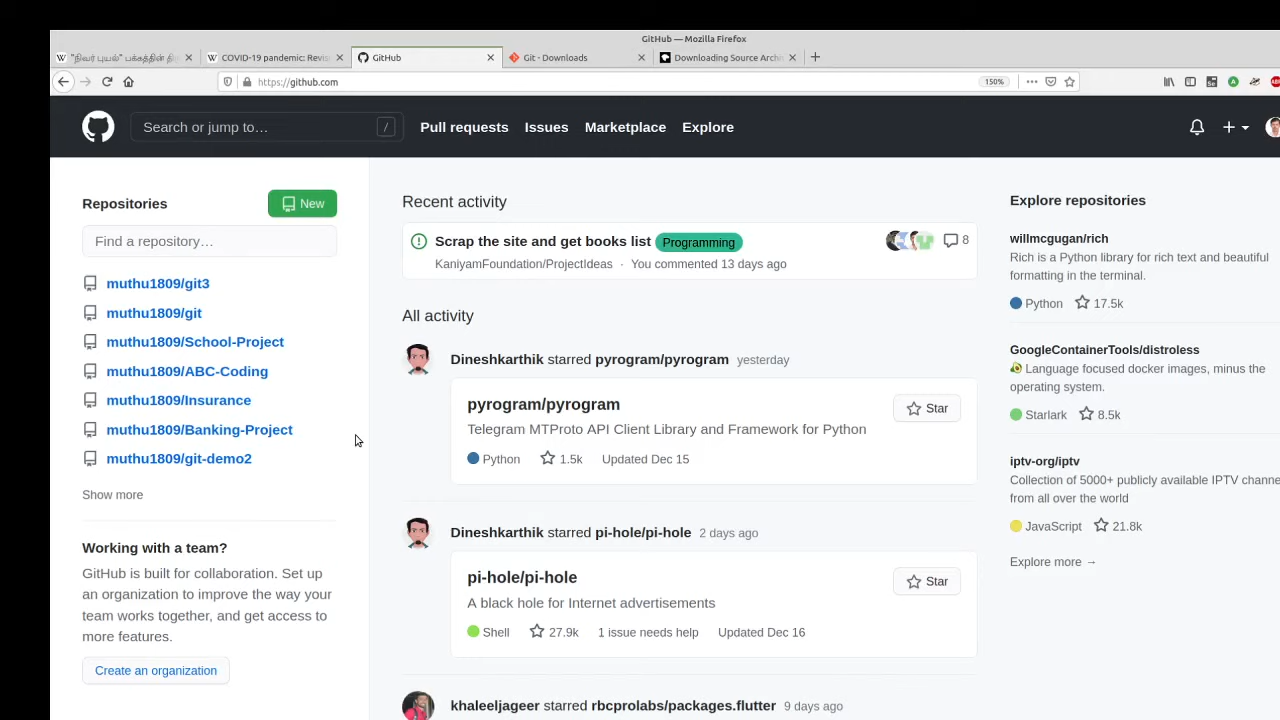 GitHub — Mozilla Firefox
"நிவர் புயல்" பக்கத்தின் தி
COVID-19 pandemic: Revis
GitHub
Git - Downloads
Downloading Source Archi
https://github.com
150%
Search or jump to…
/
Pull requests
Issues
Marketplace
Explore
Repositories
New
Find a repository…
muthu1809/git3
muthu1809/git
muthu1809/School-Project
muthu1809/ABC-Coding
muthu1809/Insurance
muthu1809/Banking-Project
muthu1809/git-demo2
Show more
Working with a team?
GitHub is built for collaboration. Set up
an organization to improve the way your
team works together, and get access to
more features.
Create an organization
Recent activity
Scrap the site and get books list Programming
8
KaniyamFoundation/ProjectIdeas · You commented 13 days ago
All activity
Dineshkarthik starred pyrogram/pyrogram yesterday
pyrogram/pyrogram
Star
Telegram MTProto API Client Library and Framework for Python
Python 1.5k Updated Dec 15
Dineshkarthik starred pi-hole/pi-hole 2 days ago
pi-hole/pi-hole
Star
A black hole for Internet advertisements
Shell 27.9k 1 issue needs help Updated Dec 16
khaleeljageer starred rbcprolabs/packages.flutter 9 days ago
Explore repositories
willmcgugan/rich
Rich is a Python library for rich text and beautiful
formatting in the terminal.
Python 17.5k
GoogleContainerTools/distroless
🥑 Language focused docker images, minus the
operating system.
Starlark 8.5k
iptv-org/iptv
Collection of 5000+ publicly available IPTV channe
from all over the world
JavaScript 21.8k
Explore more →